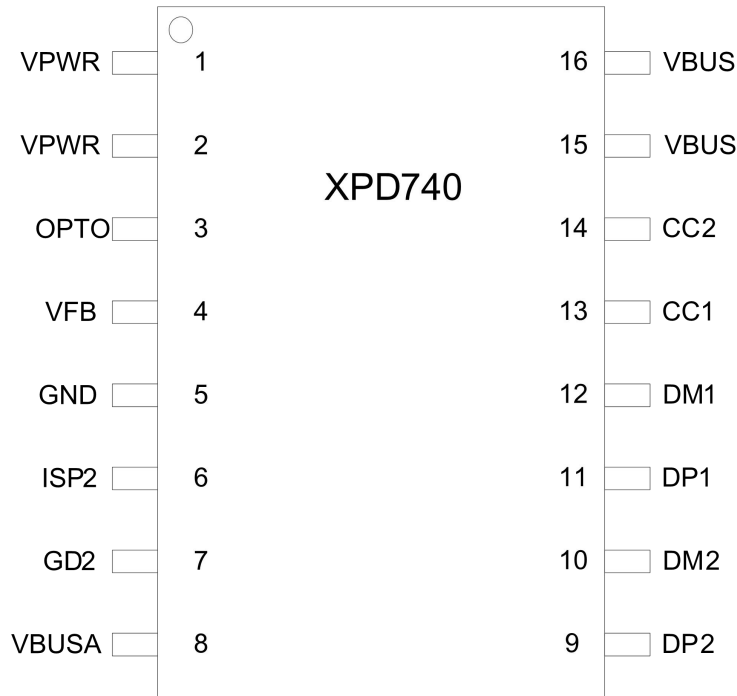 VPWR 1 16 VBUS
VPWR 2 15 VBUS
XPD740
OPTO 3 14 CC2
VFB 4 13 CC1
GND 5 12 DM1
ISP2 6 11 DP1
GD2 7 10 DM2
VBUSA 8 9 DP2